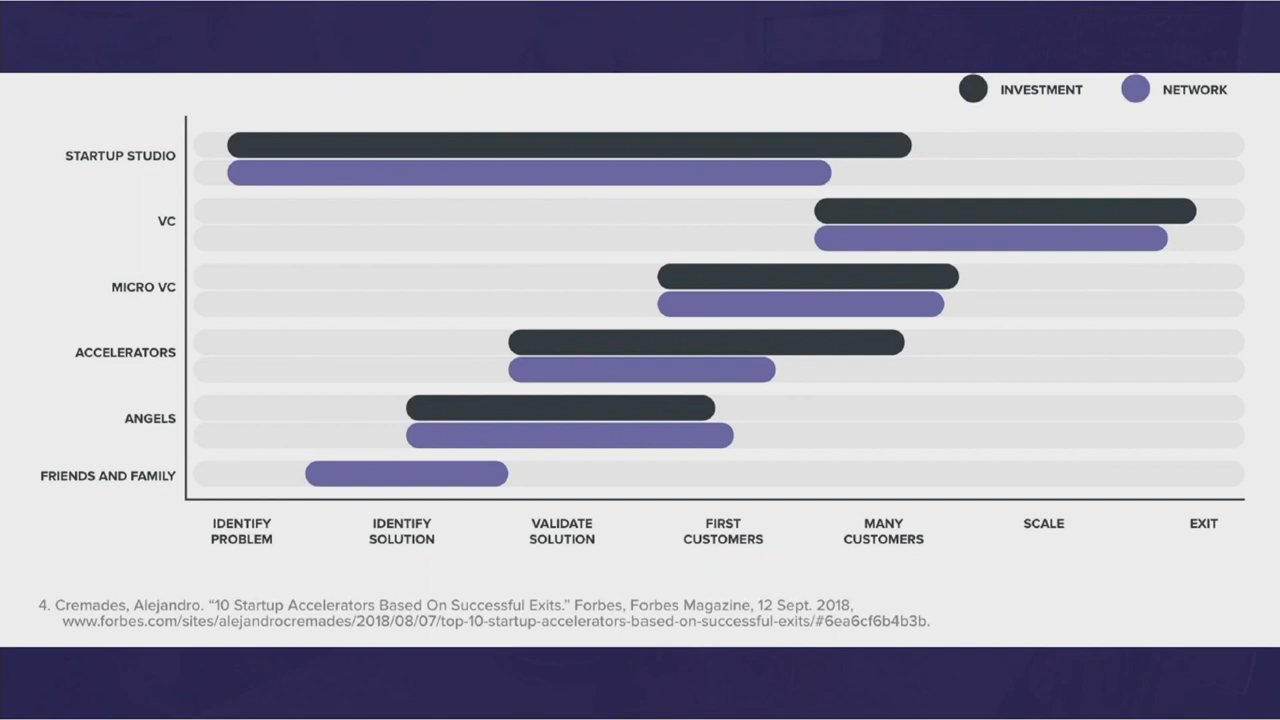 INVESTMENT
NETWORK
STARTUP STUDIO
VC
MICRO VC
ACCELERATORS
ANGELS
FRIENDS AND FAMILY
IDENTIFY
PROBLEM
IDENTIFY
SOLUTION
VALIDATE
SOLUTION
FIRST
CUSTOMERS
MANY
CUSTOMERS
SCALE
EXIT
4. Cremades, Alejandro. “10 Startup Accelerators Based On Successful Exits.” Forbes, Forbes Magazine, 12 Sept. 2018,
www.forbes.com/sites/alejandrocremades/2018/08/07/top-10-startup-accelerators-based-on-successful-exits/#6ea6cf6b4b3b.